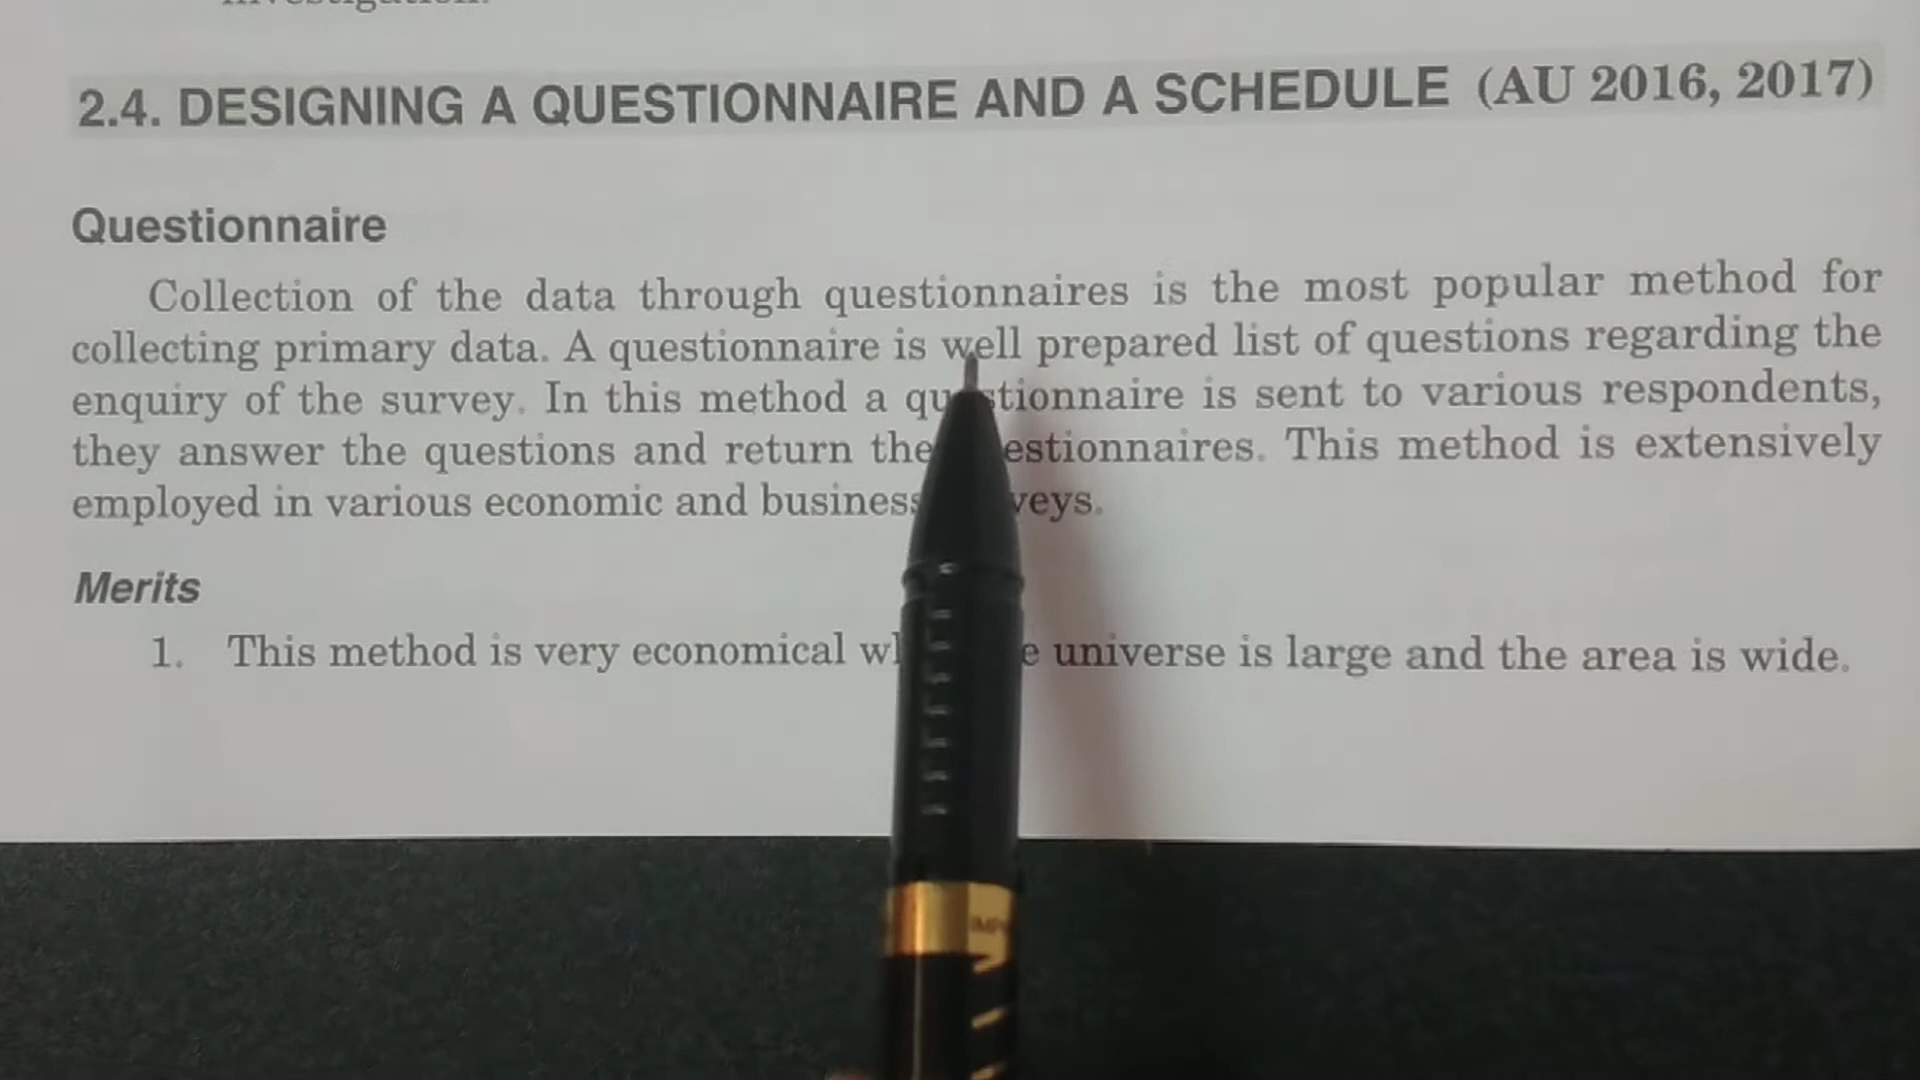 investigation.
2.4. DESIGNING A QUESTIONNAIRE AND A SCHEDULE (AU 2016, 2017)
Questionnaire
Collection of the data through questionnaires is the most popular method for
collecting primary data. A questionnaire is well prepared list of questions regarding the
enquiry of the survey. In this method a qu stionnaire is sent to various respondents,
they answer the questions and return the estionnaires. This method is extensively
employed in various economic and business veys.
Merits
1. This method is very economical wh e universe is large and the area is wide.